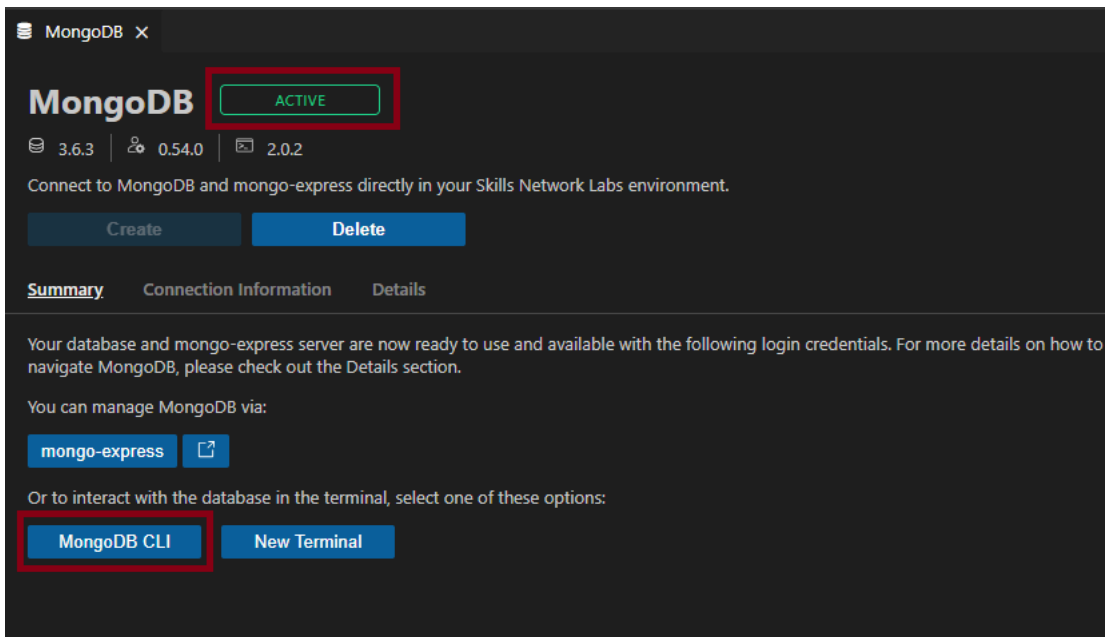 MongoDB
MongoDB ACTIVE
3.6.3 0.54.0 2.0.2
Connect to MongoDB and mongo-express directly in your Skills Network Labs environment.
Create Delete
Summary Connection Information Details
Your database and mongo-express server are now ready to use and available with the following login credentials. For more details on how to
navigate MongoDB, please check out the Details section.
You can manage MongoDB via:
mongo-express
Or to interact with the database in the terminal, select one of these options:
MongoDB CLI New Terminal